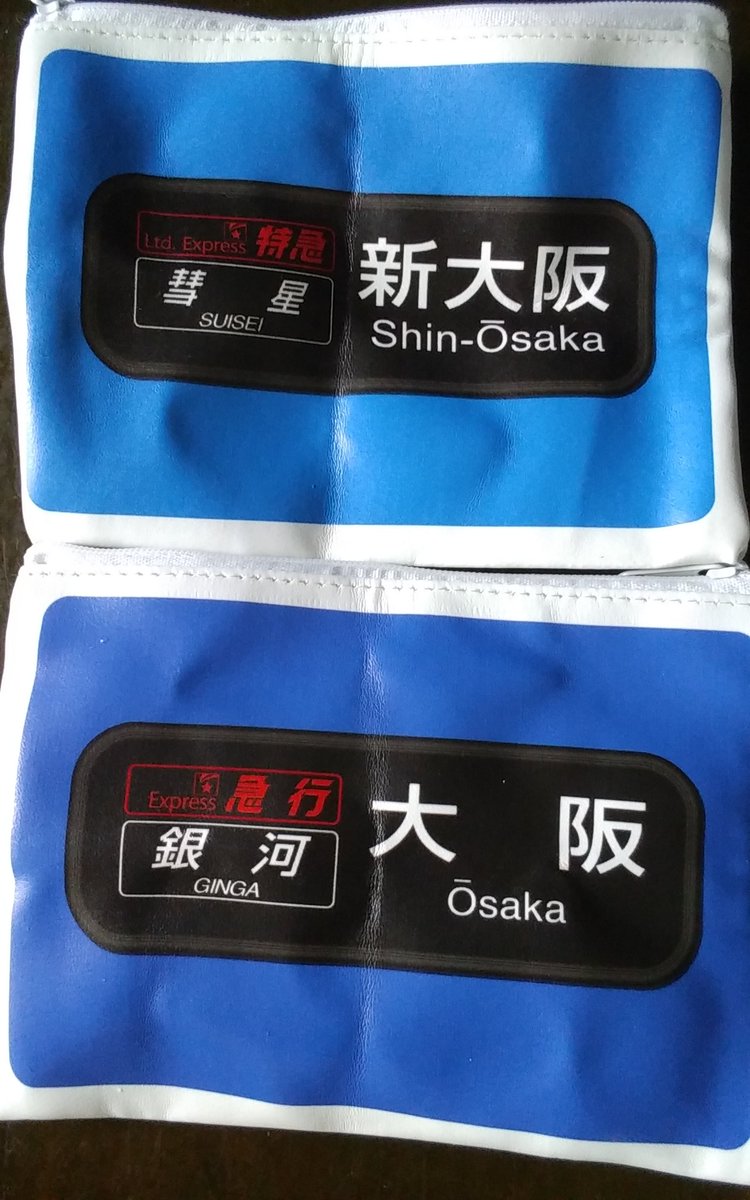 Ltd. Express 特急
彗 星
SUISEI
新大阪
Shin-Ōsaka
Express 急行
銀 河
GINGA
大 阪
Ōsaka